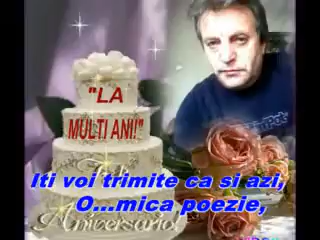 "LA
MULTI ANI!"
Iti voi trimite ca si azi,
O...mica poezie,
Aniversario!